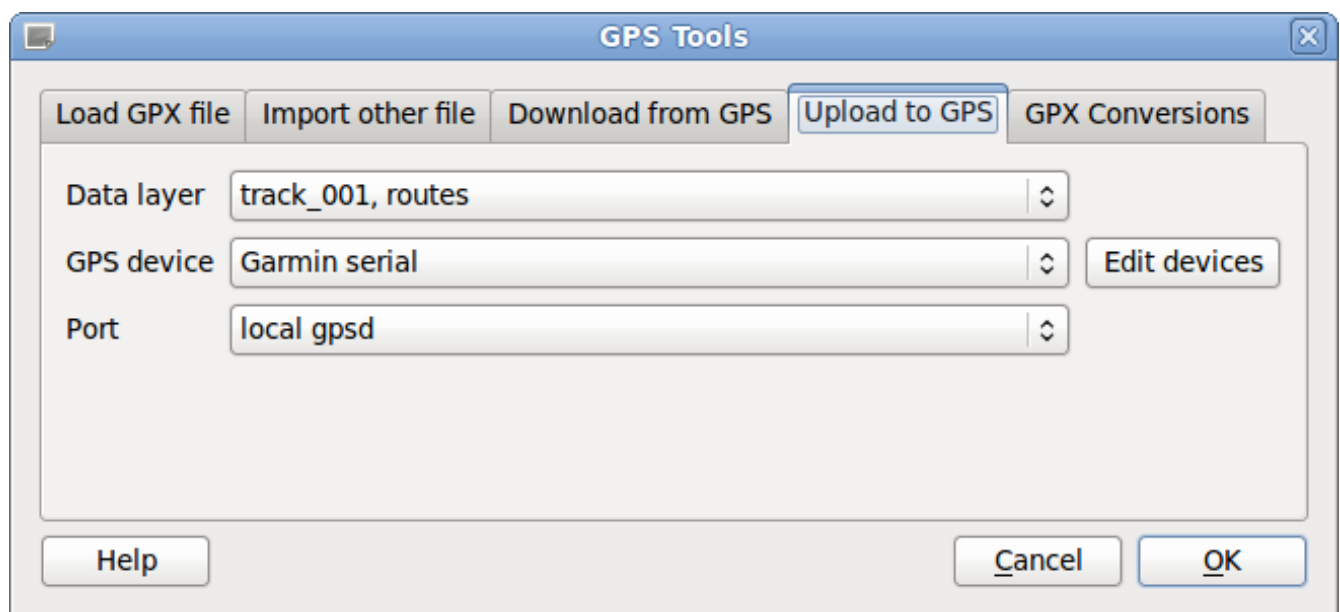 GPS Tools
Load GPX file Import other file Download from GPS Upload to GPS GPX Conversions
Data layer track_001, routes
GPS device Garmin serial Edit devices
Port local gpsd
Help Cancel OK